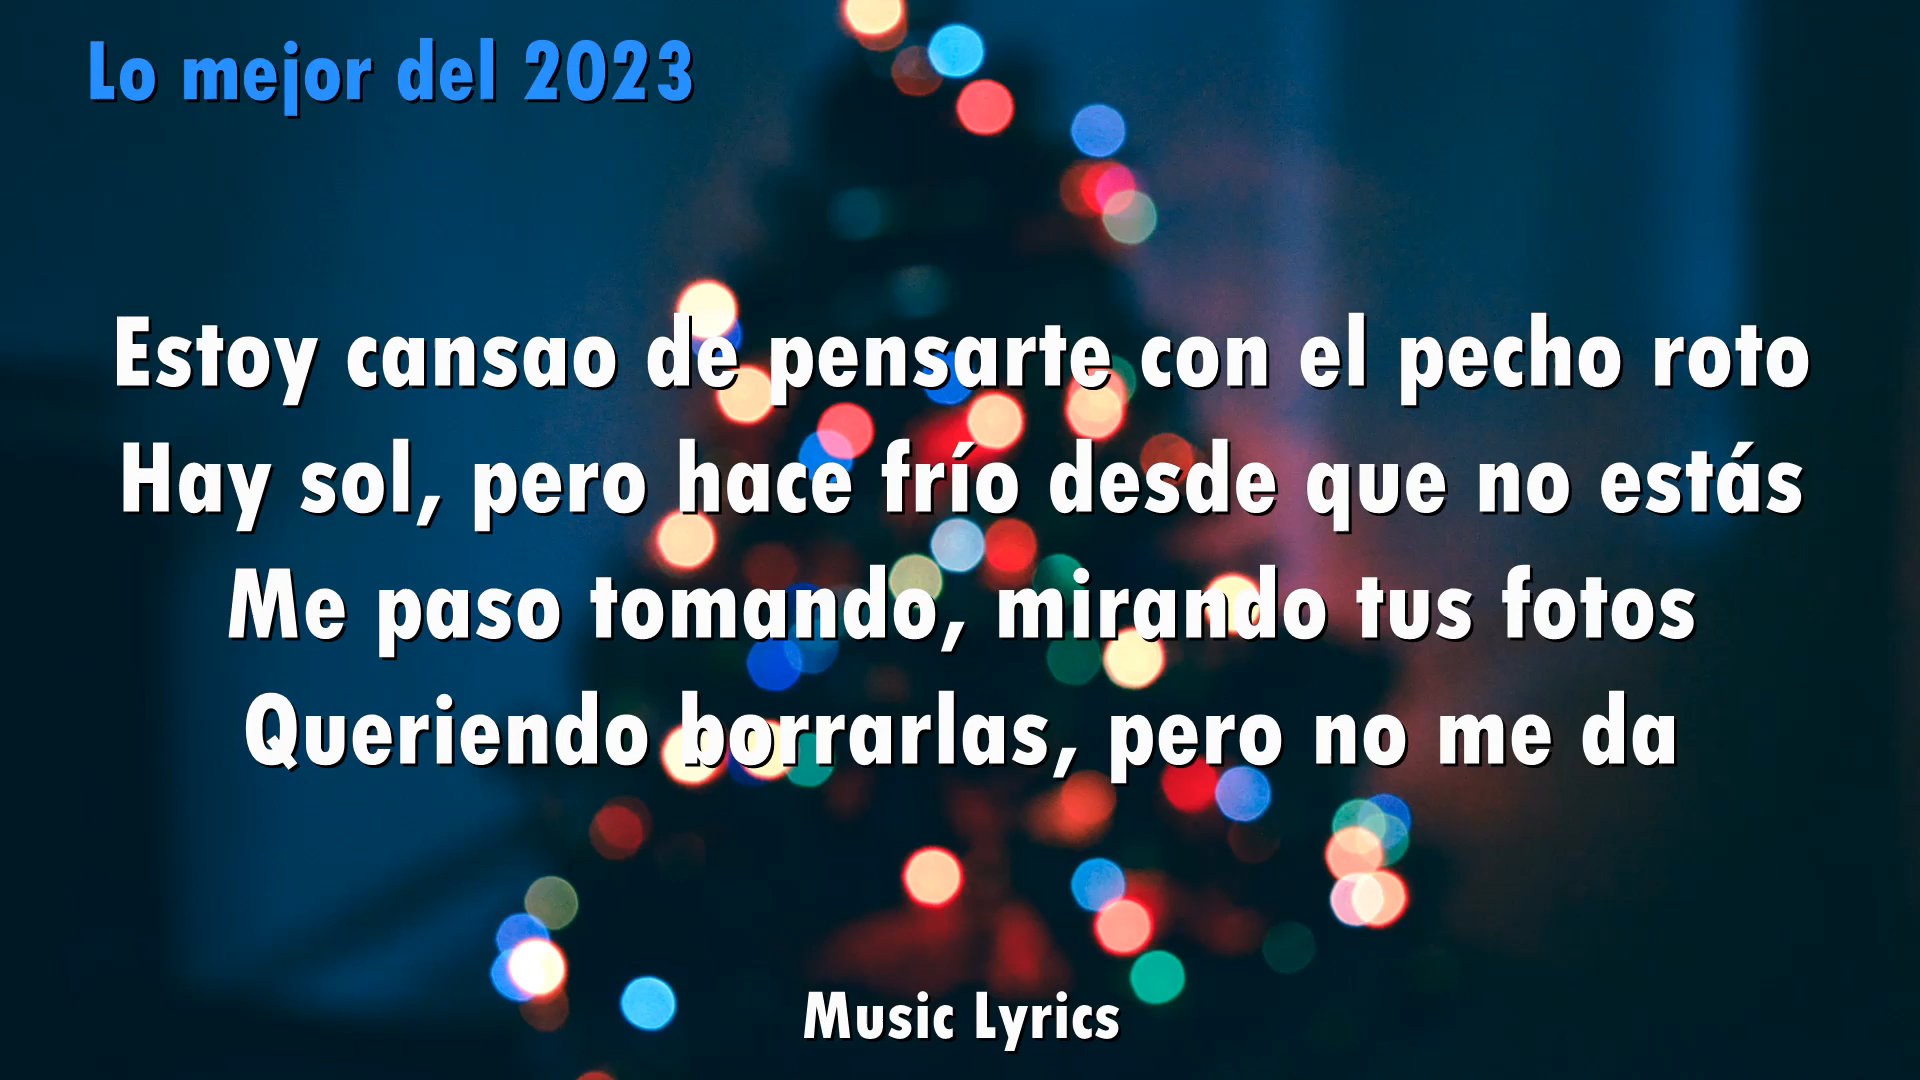 Lo mejor del 2023
Estoy cansao de pensarte con el pecho roto
Hay sol, pero hace frío desde que no estás
Me paso tomando, mirando tus fotos
Queriendo borrarlas, pero no me da
Music Lyrics